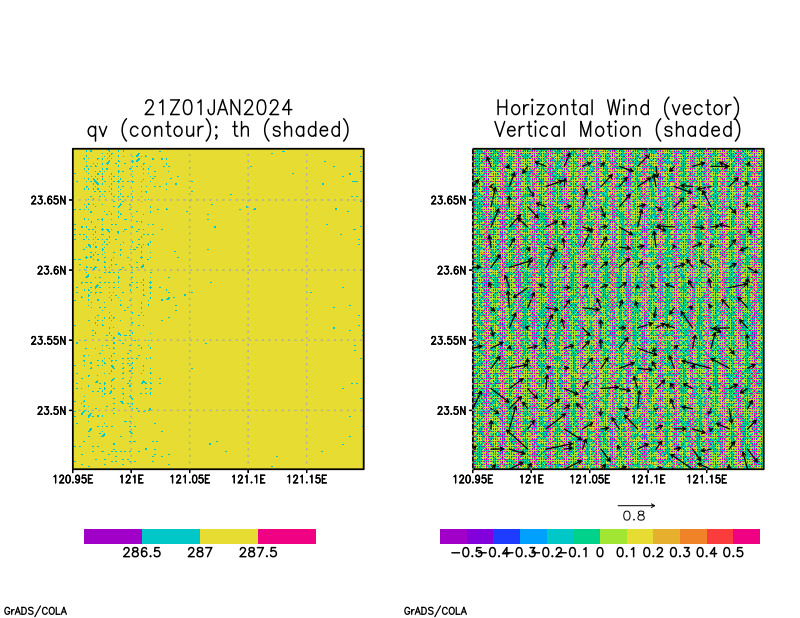 21Z01JAN2024
qv (contour); th (shaded)
23.65N
23.6N
23.55N
23.5N
120.95E 121E 121.05E 121.1E 121.15E
286.5 287 287.5
GrADS/COLA
Horizontal Wind (vector)
Vertical Motion (shaded)
23.65N
23.6N
23.55N
23.5N
120.95E 121E 121.05E 121.1E 121.15E
0.8
-0.5 -0.4 -0.3 -0.2 -0.1 0 0.1 0.2 0.3 0.4 0.5
GrADS/COLA